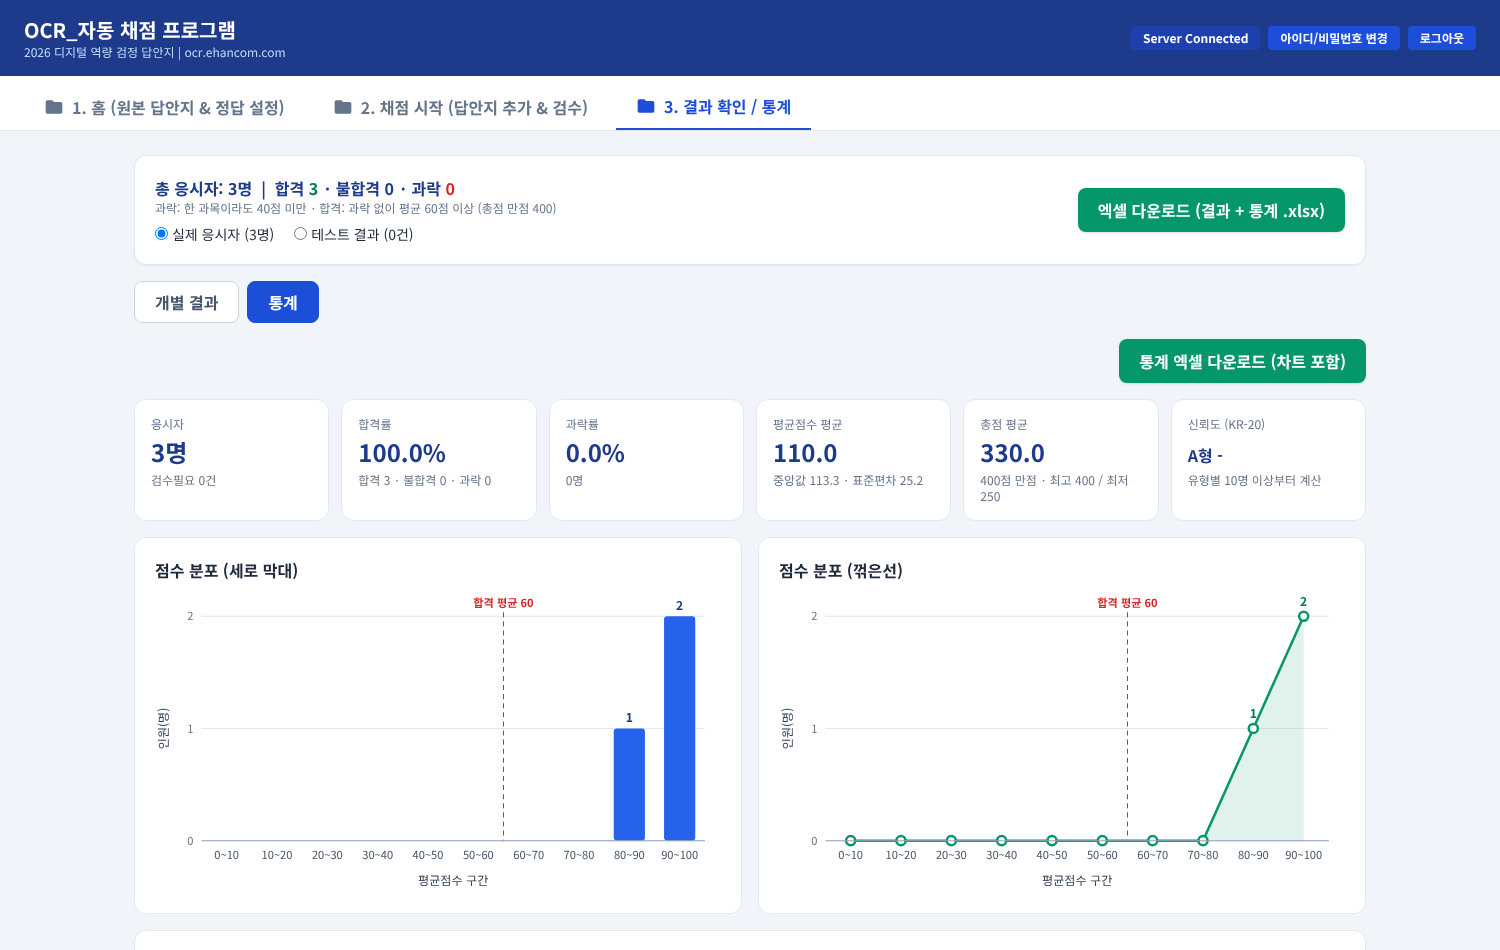 OCR_자동 채점 프로그램
2026 디지털 역량 검정 답안지 | ocr.ehancom.com
Server Connected
아이디/비밀번호 변경
로그아웃
1. 홈 (원본 답안지 & 정답 설정)
2. 채점 시작 (답안지 추가 & 검수)
3. 결과 확인 / 통계
총 응시자: 3명 | 합격 3 · 불합격 0 · 과락 0
과락: 한 과목이라도 40점 미만 · 합격: 과락 없이 평균 60점 이상 (총점 만점 400)
실제 응시자 (3명)
테스트 결과 (0건)
엑셀 다운로드 (결과 + 통계 .xlsx)
개별 결과
통계
통계 엑셀 다운로드 (차트 포함)
응시자
3명
검수필요 0건
합격률
100.0%
합격 3 · 불합격 0 · 과락 0
과락률
0.0%
0명
평균점수 평균
110.0
중앙값 113.3 · 표준편차 25.2
총점 평균
330.0
400점 만점 · 최고 400 / 최저
250
신뢰도 (KR-20)
A형 -
유형별 10명 이상부터 계산
점수 분포 (세로 막대)
합격 평균 60
2
2
1
1
0
인원(명)
0~10 10~20 20~30 30~40 40~50 50~60 60~70 70~80 80~90 90~100
평균점수 구간
점수 분포 (꺾은선)
합격 평균 60
2
2
1
1
0
인원(명)
0~10 10~20 20~30 30~40 40~50 50~60 60~70 70~80 80~90 90~100
평균점수 구간